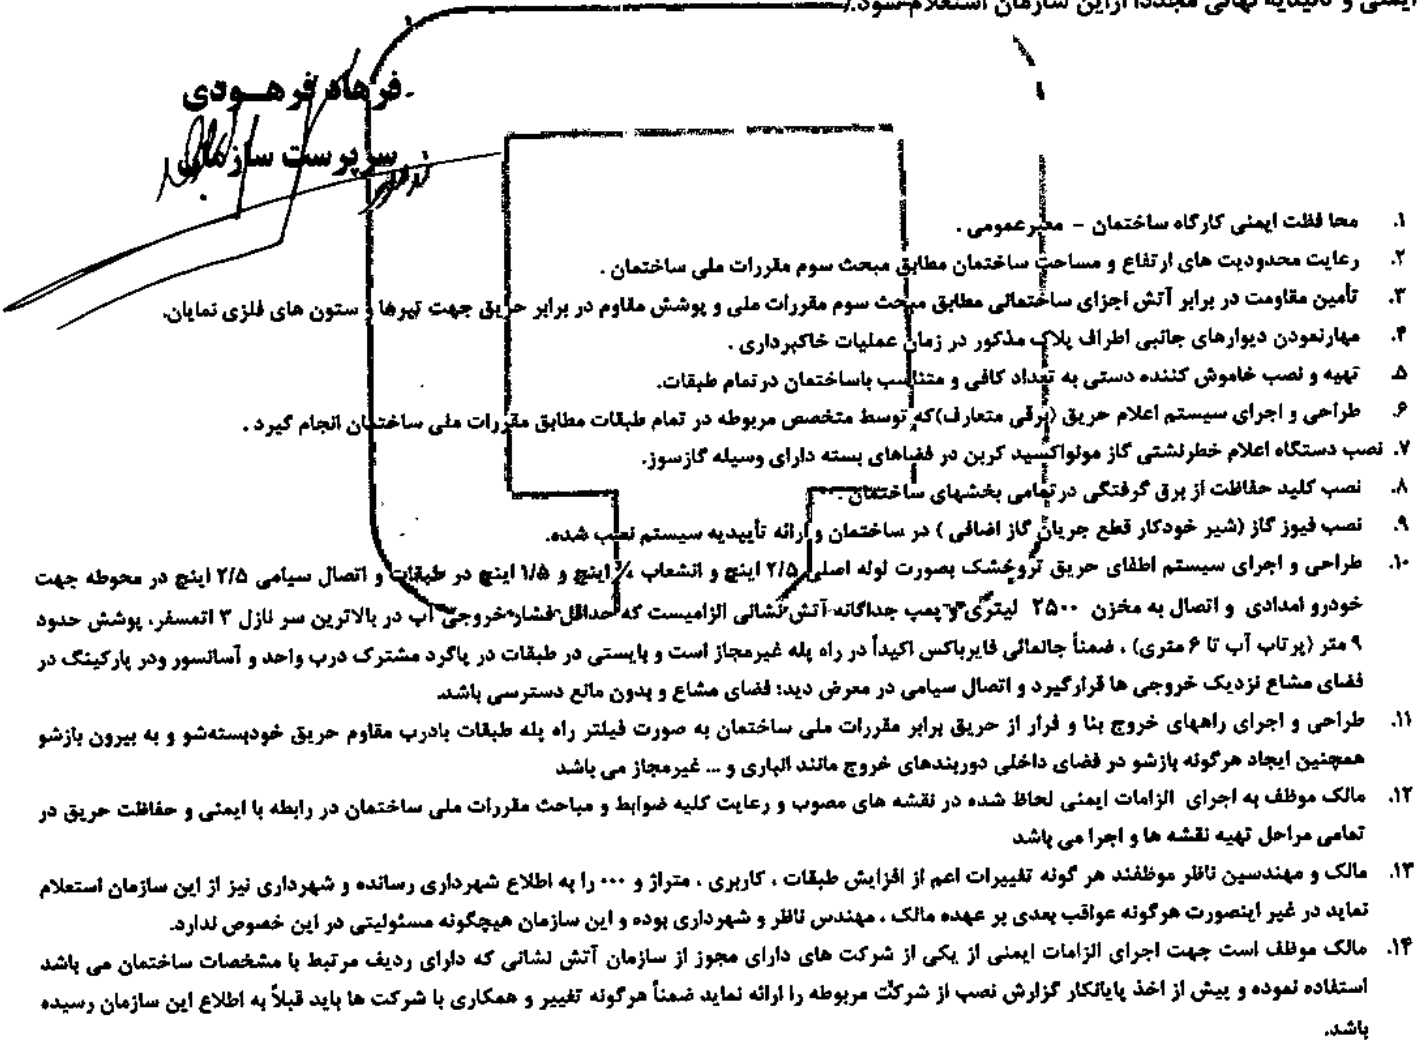 ایمنی و تائیدیه نهائی مجددا ازاین سازمان استعلام شود./
فرهاد فرهــودی
سرپرست سازمان
۱. محا فظت ایمنی کارگاه ساختمان – معبرعمومی .
۲. رعایت محدودیت های ارتفاع و مساحت ساختمان مطابق مبحث سوم مقررات ملی ساختمان .
۳. تأمین مقاومت در برابر آتش اجزای ساختمانی مطابق مبحث سوم مقررات ملی و پوشش مقاوم در برابر حریق جهت تیرها و ستون های فلزی نمایان.
۴. مهارنمودن دیوارهای جانبی اطراف پلاک مذکور در زمان عملیات خاکبرداری .
۵. تهیه و نصب خاموش کننده دستی به تعداد کافی و متناسب باساختمان درتمام طبقات.
۶. طراحی و اجرای سیستم اعلام حریق (برقی متعارف)که توسط متخصص مربوطه در تمام طبقات مطابق مقررات ملی ساختمان انجام گیرد .
۷. نصب دستگاه اعلام خطرنشتی گاز مونواکسید کربن در فضاهای بسته دارای وسیله گازسوز.
۸. نصب کلید حفاظت از برق گرفتگی درتمامی بخشهای ساختمان .
۹. نصب فیوز گاز (شیر خودکار قطع جریان گاز اضافی ) در ساختمان و ارائه تأییدیه سیستم نصب شده.
۱۰. طراحی و اجرای سیستم اطفای حریق تروخشک بصورت لوله اصلی ۲/۵ اینچ و انشعاب ¾ اینچ و ۱/۵ اینچ در طبقات و اتصال سیامی ۲/۵ اینچ در محوطه جهت
خودرو امدادی و اتصال به مخزن ۲۵۰۰ لیتری و پمپ جداگانه آتش نشانی الزامیست که حداقل فشار خروجی آب در بالاترین سر نازل ۳ اتمسفر، پوشش حدود
۹ متر (پرتاب آب تا ۶ متری) ، ضمناً جانمائی فایرباکس اکیداً در راه پله غیرمجاز است و بایستی در طبقات در پاگرد مشترک درب واحد و آسانسور ودر پارکینگ در
فضای مشاع نزدیک خروجی ها قرارگیرد و اتصال سیامی در معرض دید؛ فضای مشاع و بدون مانع دسترسی باشد.
۱۱. طراحی و اجرای راههای خروج بنا و فرار از حریق برابر مقررات ملی ساختمان به صورت فیلتر راه پله طبقات بادرب مقاوم حریق خودبسته‌شو و به بیرون بازشو
همچنین ایجاد هرگونه بازشو در فضای داخلی دوربندهای خروج مانند انباری و ... غیرمجاز می باشد
۱۲. مالک موظف به اجرای الزامات ایمنی لحاظ شده در نقشه های مصوب و رعایت کلیه ضوابط و مباحث مقررات ملی ساختمان در رابطه با ایمنی و حفاظت حریق در
تمامی مراحل تهیه نقشه ها و اجرا می باشد
۱۳. مالک و مهندسین ناظر موظفند هر گونه تغییرات اعم از افزایش طبقات ، کاربری ، متراژ و ۰۰۰ را به اطلاع شهرداری رسانده و شهرداری نیز از این سازمان استعلام
نماید در غیر اینصورت هرگونه عواقب بعدی بر عهده مالک ، مهندس ناظر و شهرداری بوده و این سازمان هیچگونه مسئولیتی در این خصوص ندارد.
۱۴. مالک موظف است جهت اجرای الزامات ایمنی از یکی از شرکت های دارای مجوز از سازمان آتش نشانی که دارای ردیف مرتبط با مشخصات ساختمان می باشد
استفاده نموده و پیش از اخذ پایانکار گزارش نصب از شرکت مربوطه را ارائه نماید ضمناً هرگونه تغییر و همکاری با شرکت ها باید قبلاً به اطلاع این سازمان رسیده
باشد.